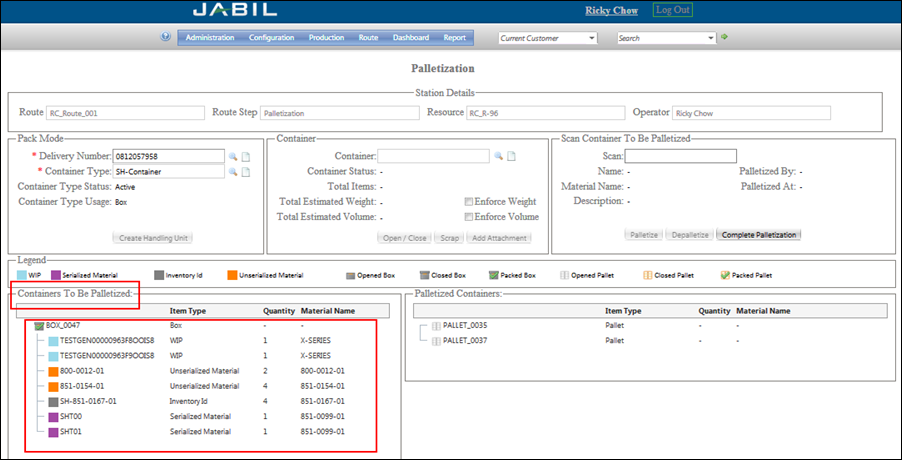 JABIL
Ricky Chow Log Out
Administration Configuration Production Route Dashboard Report Current Customer Search
Palletization
Station Details
Route RC_Route_001 Route Step Palletization Resource RC_R-96 Operator Ricky Chow
Pack Mode
* Delivery Number: 0812057958
* Container Type: SH-Container
Container Type Status: Active
Container Type Usage: Box
Create Handling Unit
Container
Container:
Container Status: -
Total Items: -
Total Estimated Weight: - Enforce Weight
Total Estimated Volume: - Enforce Volume
Open / Close Scrap Add Attachment
Scan Container To Be Palletized
Scan:
Name: - Palletized By: -
Material Name: - Palletized At: -
Description: -
Palletize Depalletize Complete Palletization
Legend
WIP Serialized Material Inventory Id Unserialized Material Opened Box Closed Box Packed Box Opened Pallet Closed Pallet Packed Pallet
Containers To Be Palletized:
Item Type Quantity Material Name
BOX_0047 Box - -
TESTGEN00000963F8OOIS8 WIP 1 X-SERIES
TESTGEN00000963F9OOIS8 WIP 1 X-SERIES
800-0012-01 Unserialized Material 2 800-0012-01
851-0154-01 Unserialized Material 4 851-0154-01
SH-851-0167-01 Inventory Id 4 851-0167-01
SHT00 Serialized Material 1 851-0099-01
SHT01 Serialized Material 1 851-0099-01
Palletized Containers:
Item Type Quantity Material Name
PALLET_0035 Pallet - -
PALLET_0037 Pallet - -